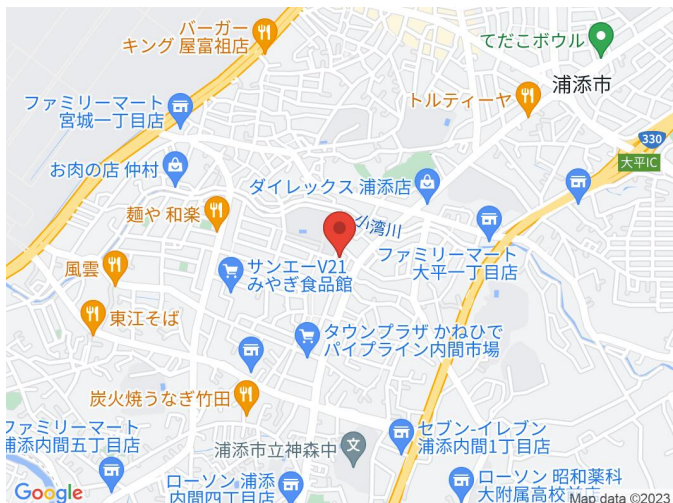 バーガー
キング 屋富祖店
てだこボウル
浦添市
ファミリーマート
宮城一丁目店
トルティーヤ
330
大平IC
お肉の店 仲村
ダイレックス 浦添店
麺や 和楽
小湾川
ファミリーマート
大平一丁目店
サンエーV21
みやぎ食品館
風雲
東江そば
タウンプラザ かねひで
パイプライン内間市場
炭火焼うなぎ竹田
ファミリーマート
浦添内間五丁目店
セブン-イレブン
浦添内間1丁目店
浦添市立神森中
文
ローソン 浦添
内間四丁目店
ローソン 昭和薬科
大附属高校前店
Google
Map data ©2023